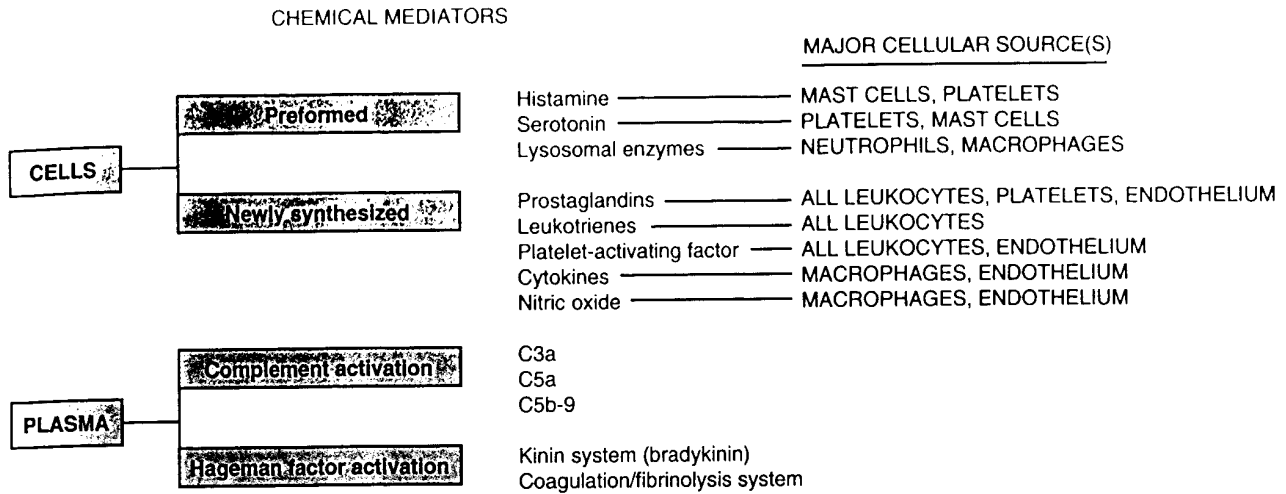 CHEMICAL MEDIATORS
MAJOR CELLULAR SOURCE(S)
CELLS
Preformed
Histamine MAST CELLS, PLATELETS
Serotonin PLATELETS, MAST CELLS
Lysosomal enzymes NEUTROPHILS, MACROPHAGES
Newly synthesized
Prostaglandins ALL LEUKOCYTES, PLATELETS, ENDOTHELIUM
Leukotrienes ALL LEUKOCYTES
Platelet-activating factor ALL LEUKOCYTES, ENDOTHELIUM
Cytokines MACROPHAGES, ENDOTHELIUM
Nitric oxide MACROPHAGES, ENDOTHELIUM
PLASMA
Complement activation
C3a
C5a
C5b-9
Hageman factor activation
Kinin system (bradykinin)
Coagulation/fibrinolysis system